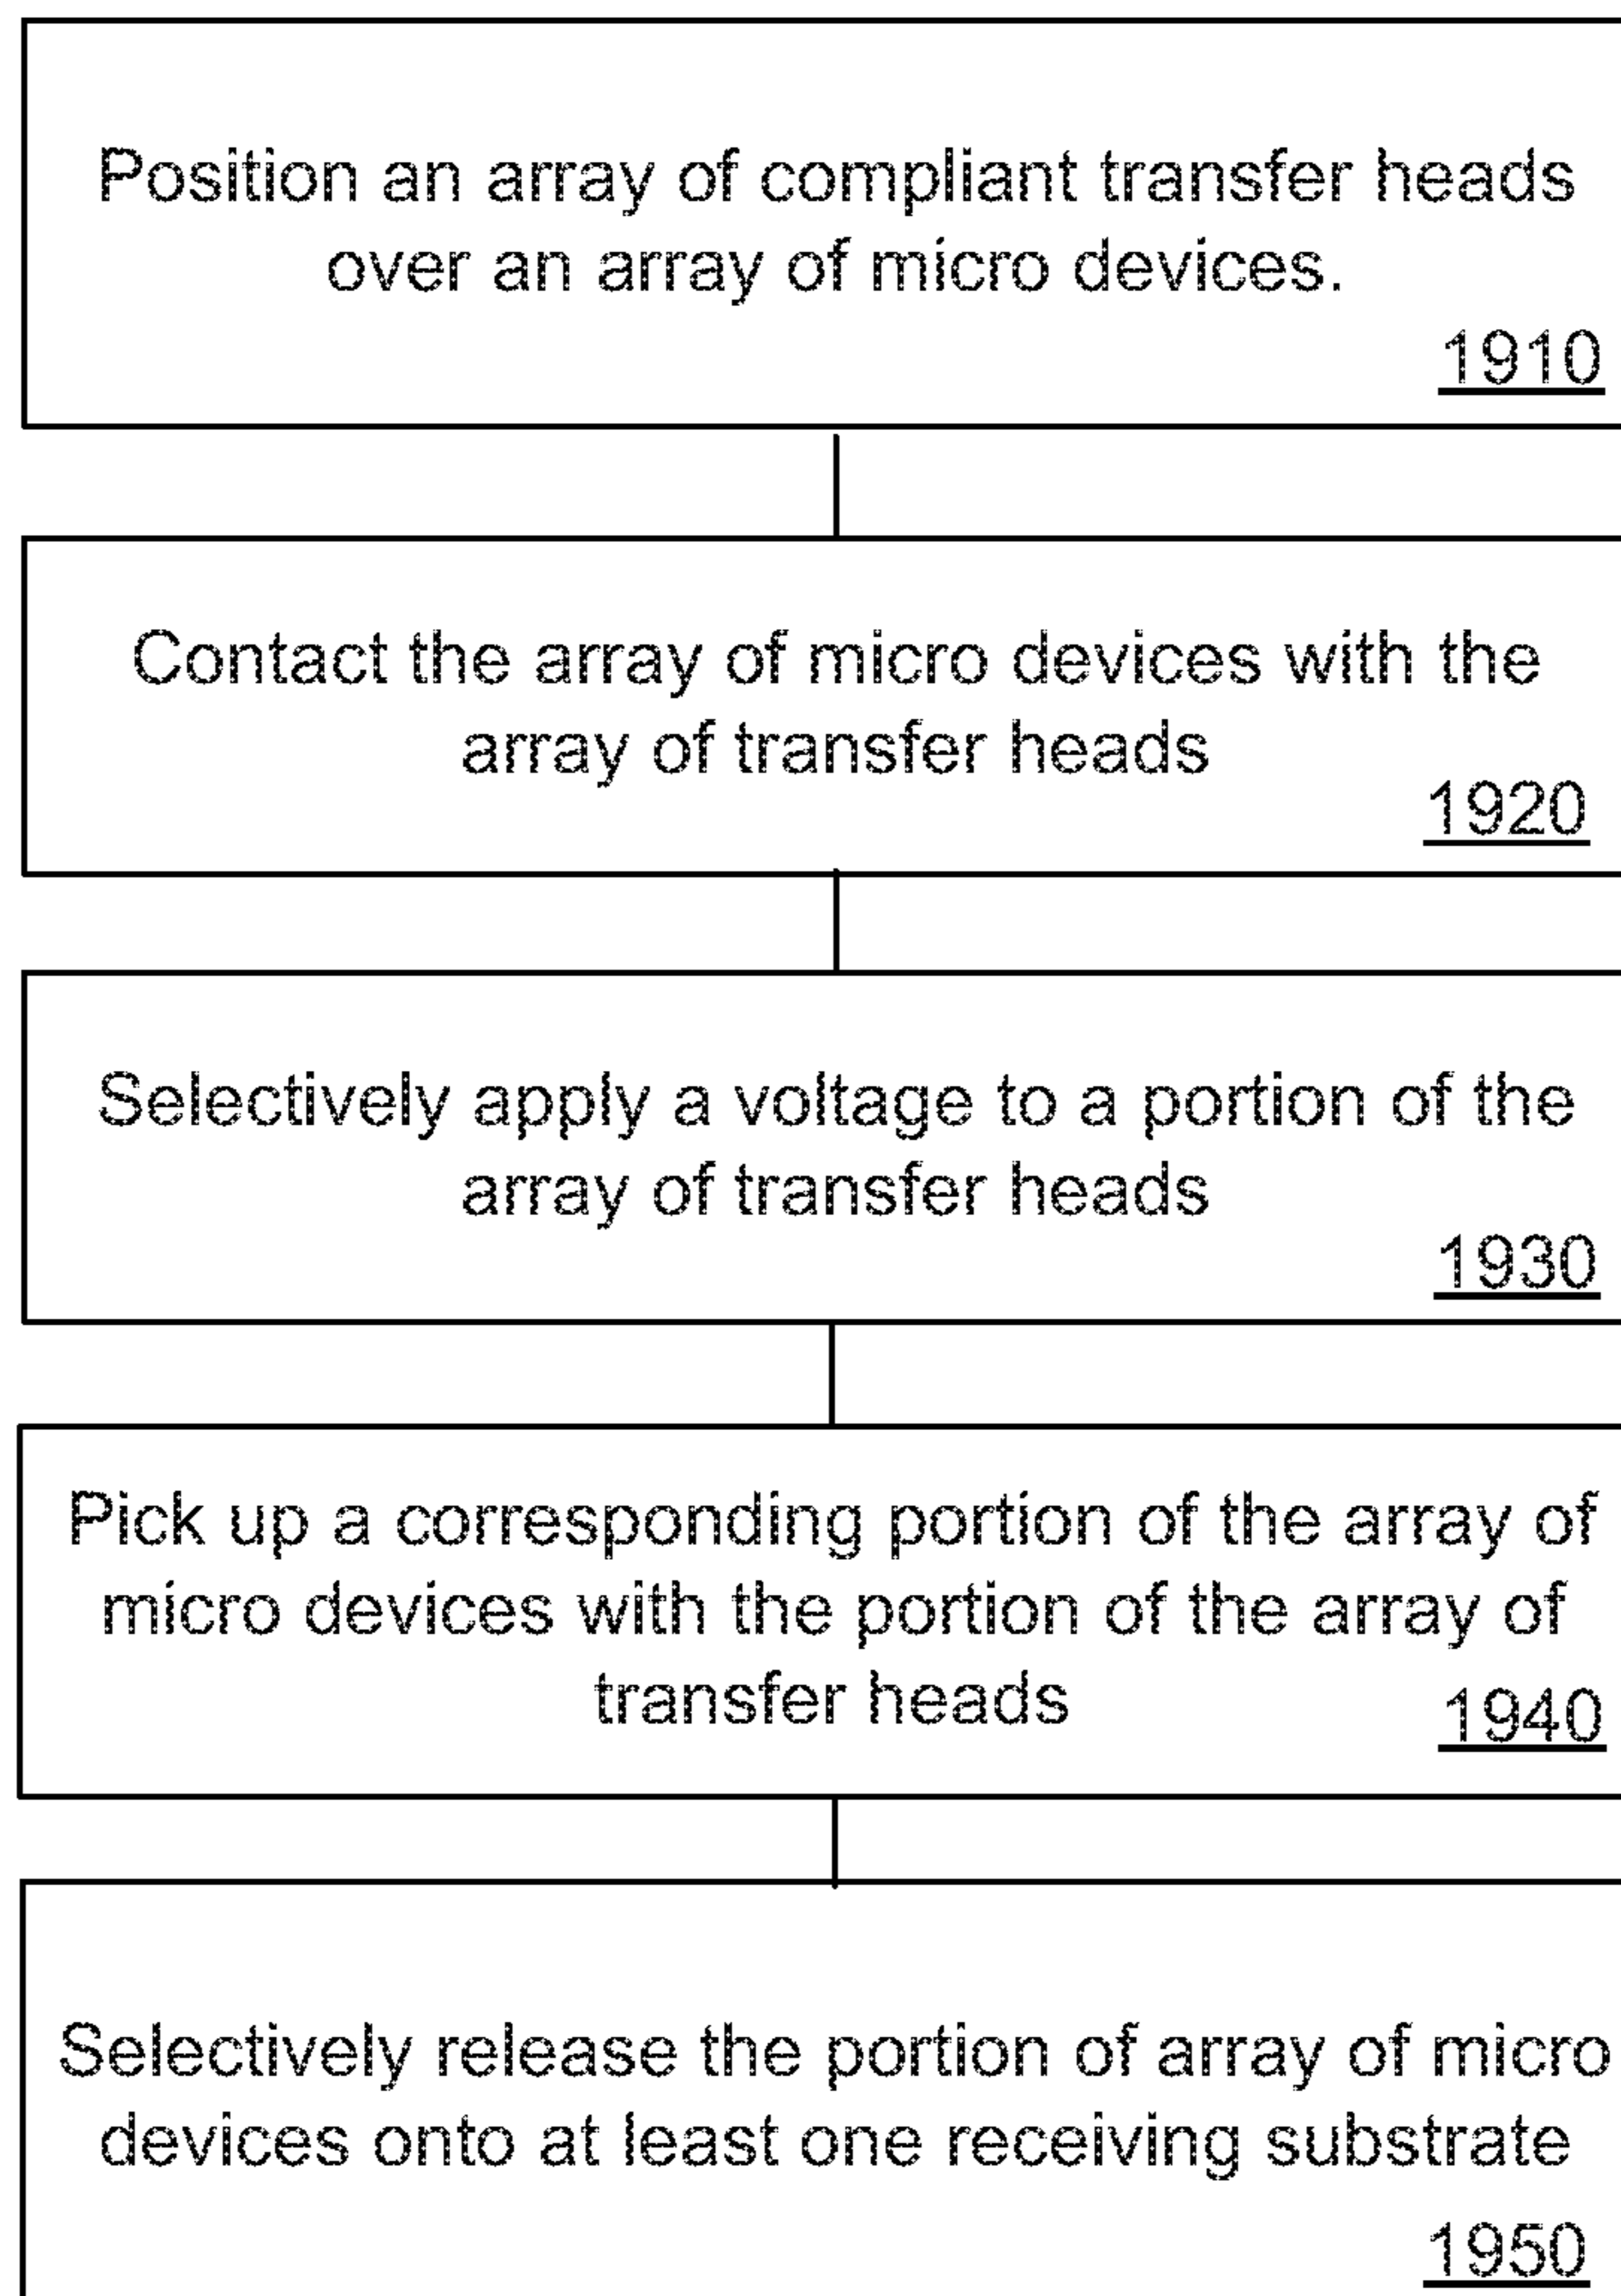 Position an array of compliant transfer heads
over an array of micro devices.
1910
Contact the array of micro devices with the
array of transfer heads
1920
Selectively apply a voltage to a portion of the
array of transfer heads
1930
Pick up a corresponding portion of the array of
micro devices with the portion of the array of
transfer heads 1940
Selectively release the portion of array of micro
devices onto at least one receiving substrate
1950